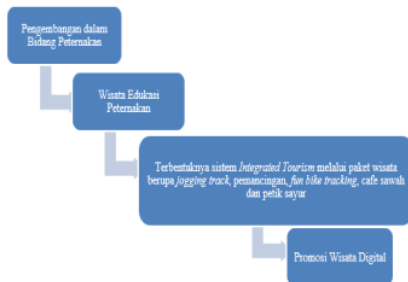 Pengembangan dalam
Bidang Peternakan
Wisata Edukasi
Peternakan
Terbentuknya sistem Integrated Tourism melalui paket wisata
berupa jogging track, pemancingan, fun bike tracking, cafe sawah
dan petik sayur
Promosi Wisata Digital